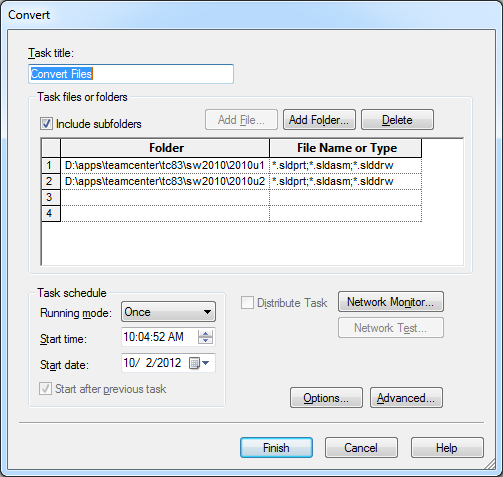 Convert
Task title:
Convert Files
Task files or folders
Include subfolders
Add File...
Add Folder...
Delete
Folder File Name or Type
1 D:\apps\teamcenter\tc83\sw2010\2010u1 *.sldprt;*.sldasm;*.slddrw
2 D:\apps\teamcenter\tc83\sw2010\2010u2 *.sldprt;*.sldasm;*.slddrw
3
4
Task schedule
Running mode: Once
Start time: 10:04:52 AM
Start date: 10/ 2/2012
Start after previous task
Distribute Task
Network Monitor...
Network Test...
Options...
Advanced...
Finish
Cancel
Help